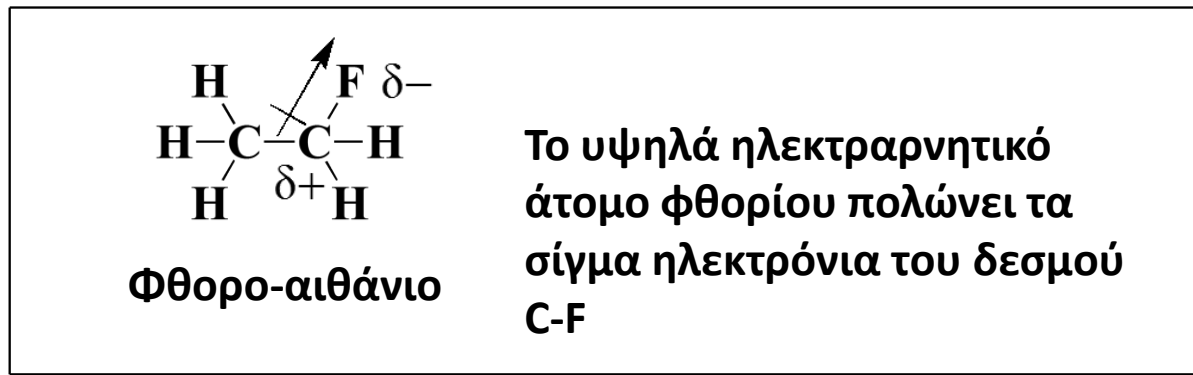 H F δ–
H–C–C–H
δ+
H H
Φθορο-αιθάνιο
Το υψηλά ηλεκτραρνητικό
άτομο φθορίου πολώνει τα
σίγμα ηλεκτρόνια του δεσμού
C-F